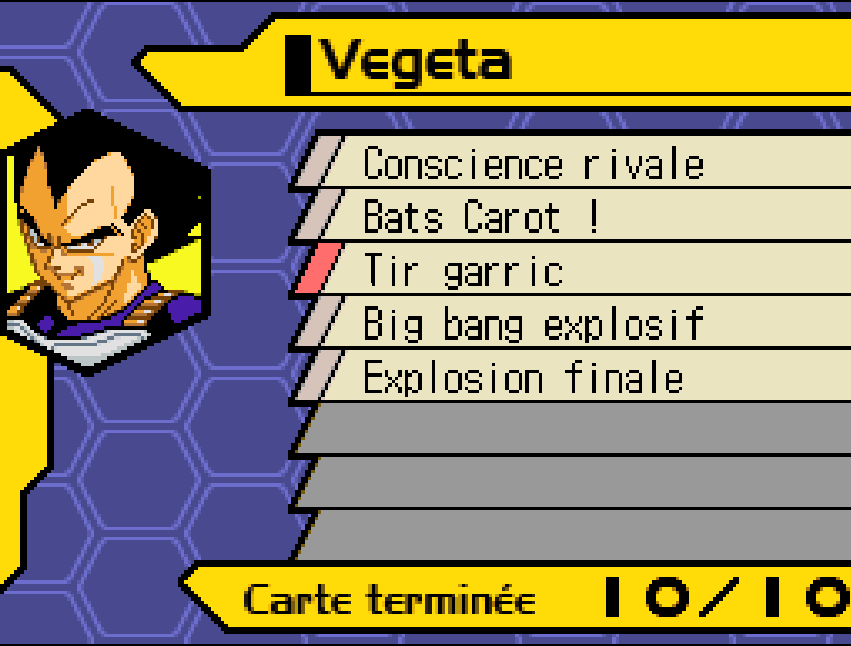 Vegeta
Conscience rivale
Bats Carot !
Tir garric
Big bang explosif
Explosion finale
Carte terminée 10/10